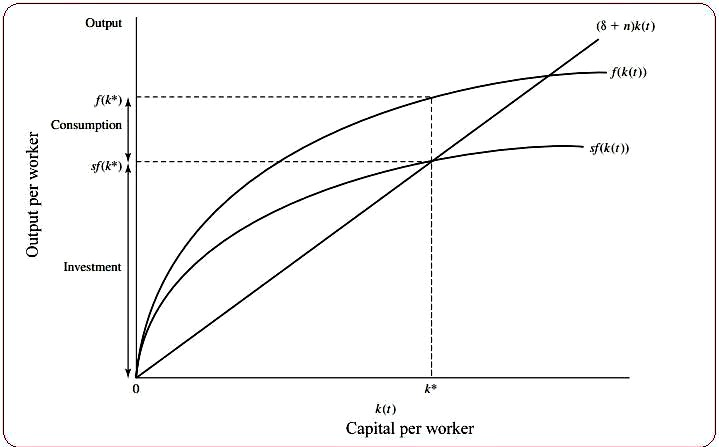 Output
(δ + n)k(t)
f(k(t))
f(k*)
Consumption
sf(k(t))
sf(k*)
Output per worker
Investment
0
k*
k(t)
Capital per worker